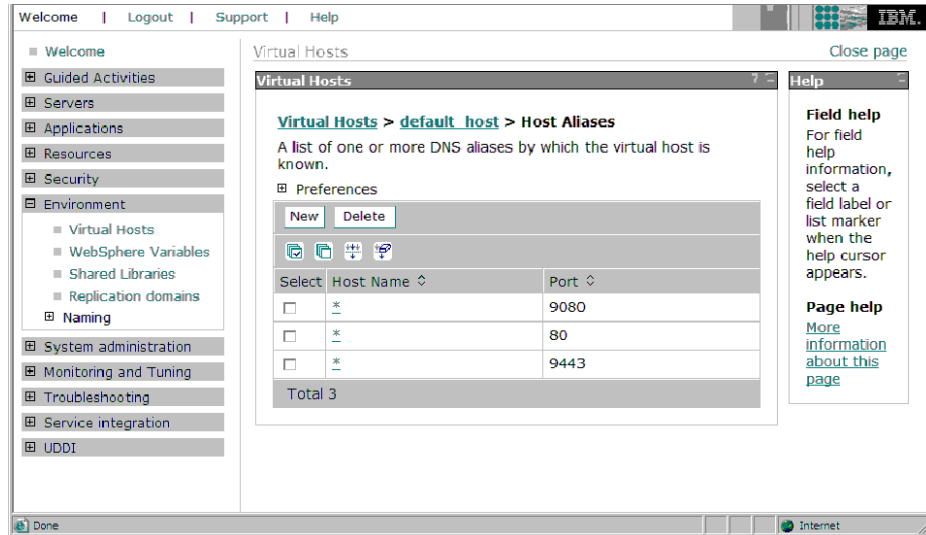 Welcome | Logout | Support | Help IBM.
Welcome
Guided Activities
Servers
Applications
Resources
Security
Environment
Virtual Hosts
WebSphere Variables
Shared Libraries
Replication domains
Naming
System administration
Monitoring and Tuning
Troubleshooting
Service integration
UDDI
Virtual Hosts Close page
Virtual Hosts ? -
Virtual Hosts > default_host > Host Aliases
A list of one or more DNS aliases by which the virtual host is
known.
Preferences
New Delete
Select Host Name Port
* 9080
* 80
* 9443
Total 3
Help -
Field help
For field
help
information,
select a
field label or
list marker
when the
help cursor
appears.
Page help
More
information
about this
page
Done Internet